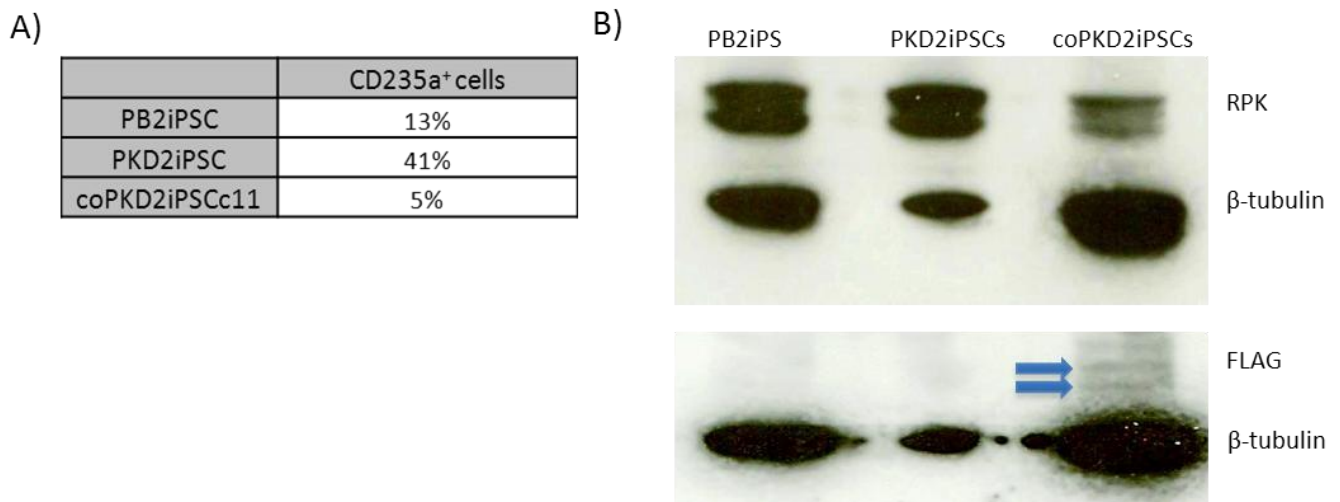 A)
CD235a+ cells
PB2iPSC 13%
PKD2iPSC 41%
coPKD2iPSCc11 5%
B)
PB2iPS PKD2iPSCs coPKD2iPSCs
RPK
β-tubulin
FLAG
β-tubulin